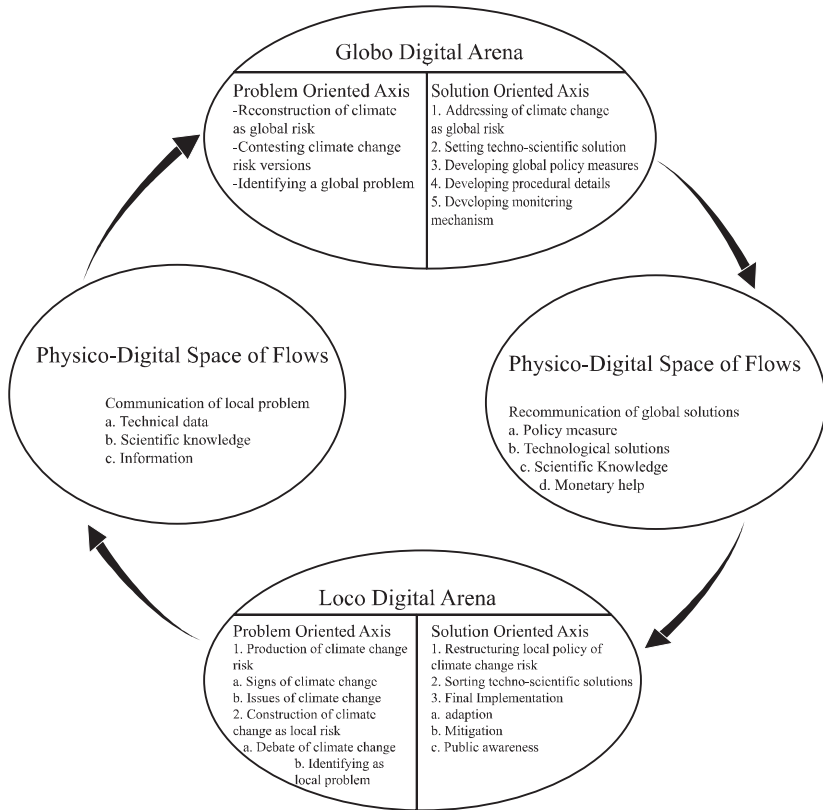 Globo Digital Arena
Problem Oriented Axis
-Reconstruction of climate
as global risk
-Contesting climate change
risk versions
-Identifying a global problem
Solution Oriented Axis
1. Addressing of climate change
as global risk
2. Setting techno-scientific solution
3. Developing global policy measures
4. Developing procedural details
5. Developing monitering
mechanism
Physico-Digital Space of Flows
Communication of local problem
a. Technical data
b. Scientific knowledge
c. Information
Physico-Digital Space of Flows
Recommunication of global solutions
a. Policy measure
b. Technological solutions
c. Scientific Knowledge
d. Monetary help
Loco Digital Arena
Problem Oriented Axis
1. Production of climate change
risk
a. Signs of climate change
b. Issues of climate change
2. Construction of climate
change as local risk
a. Debate of climate change
b. Identifying as
local problem
Solution Oriented Axis
1. Restructuring local policy of
climate change risk
2. Sorting techno-scientific solutions
3. Final Implementation
a. adaption
b. Mitigation
c. Public awareness